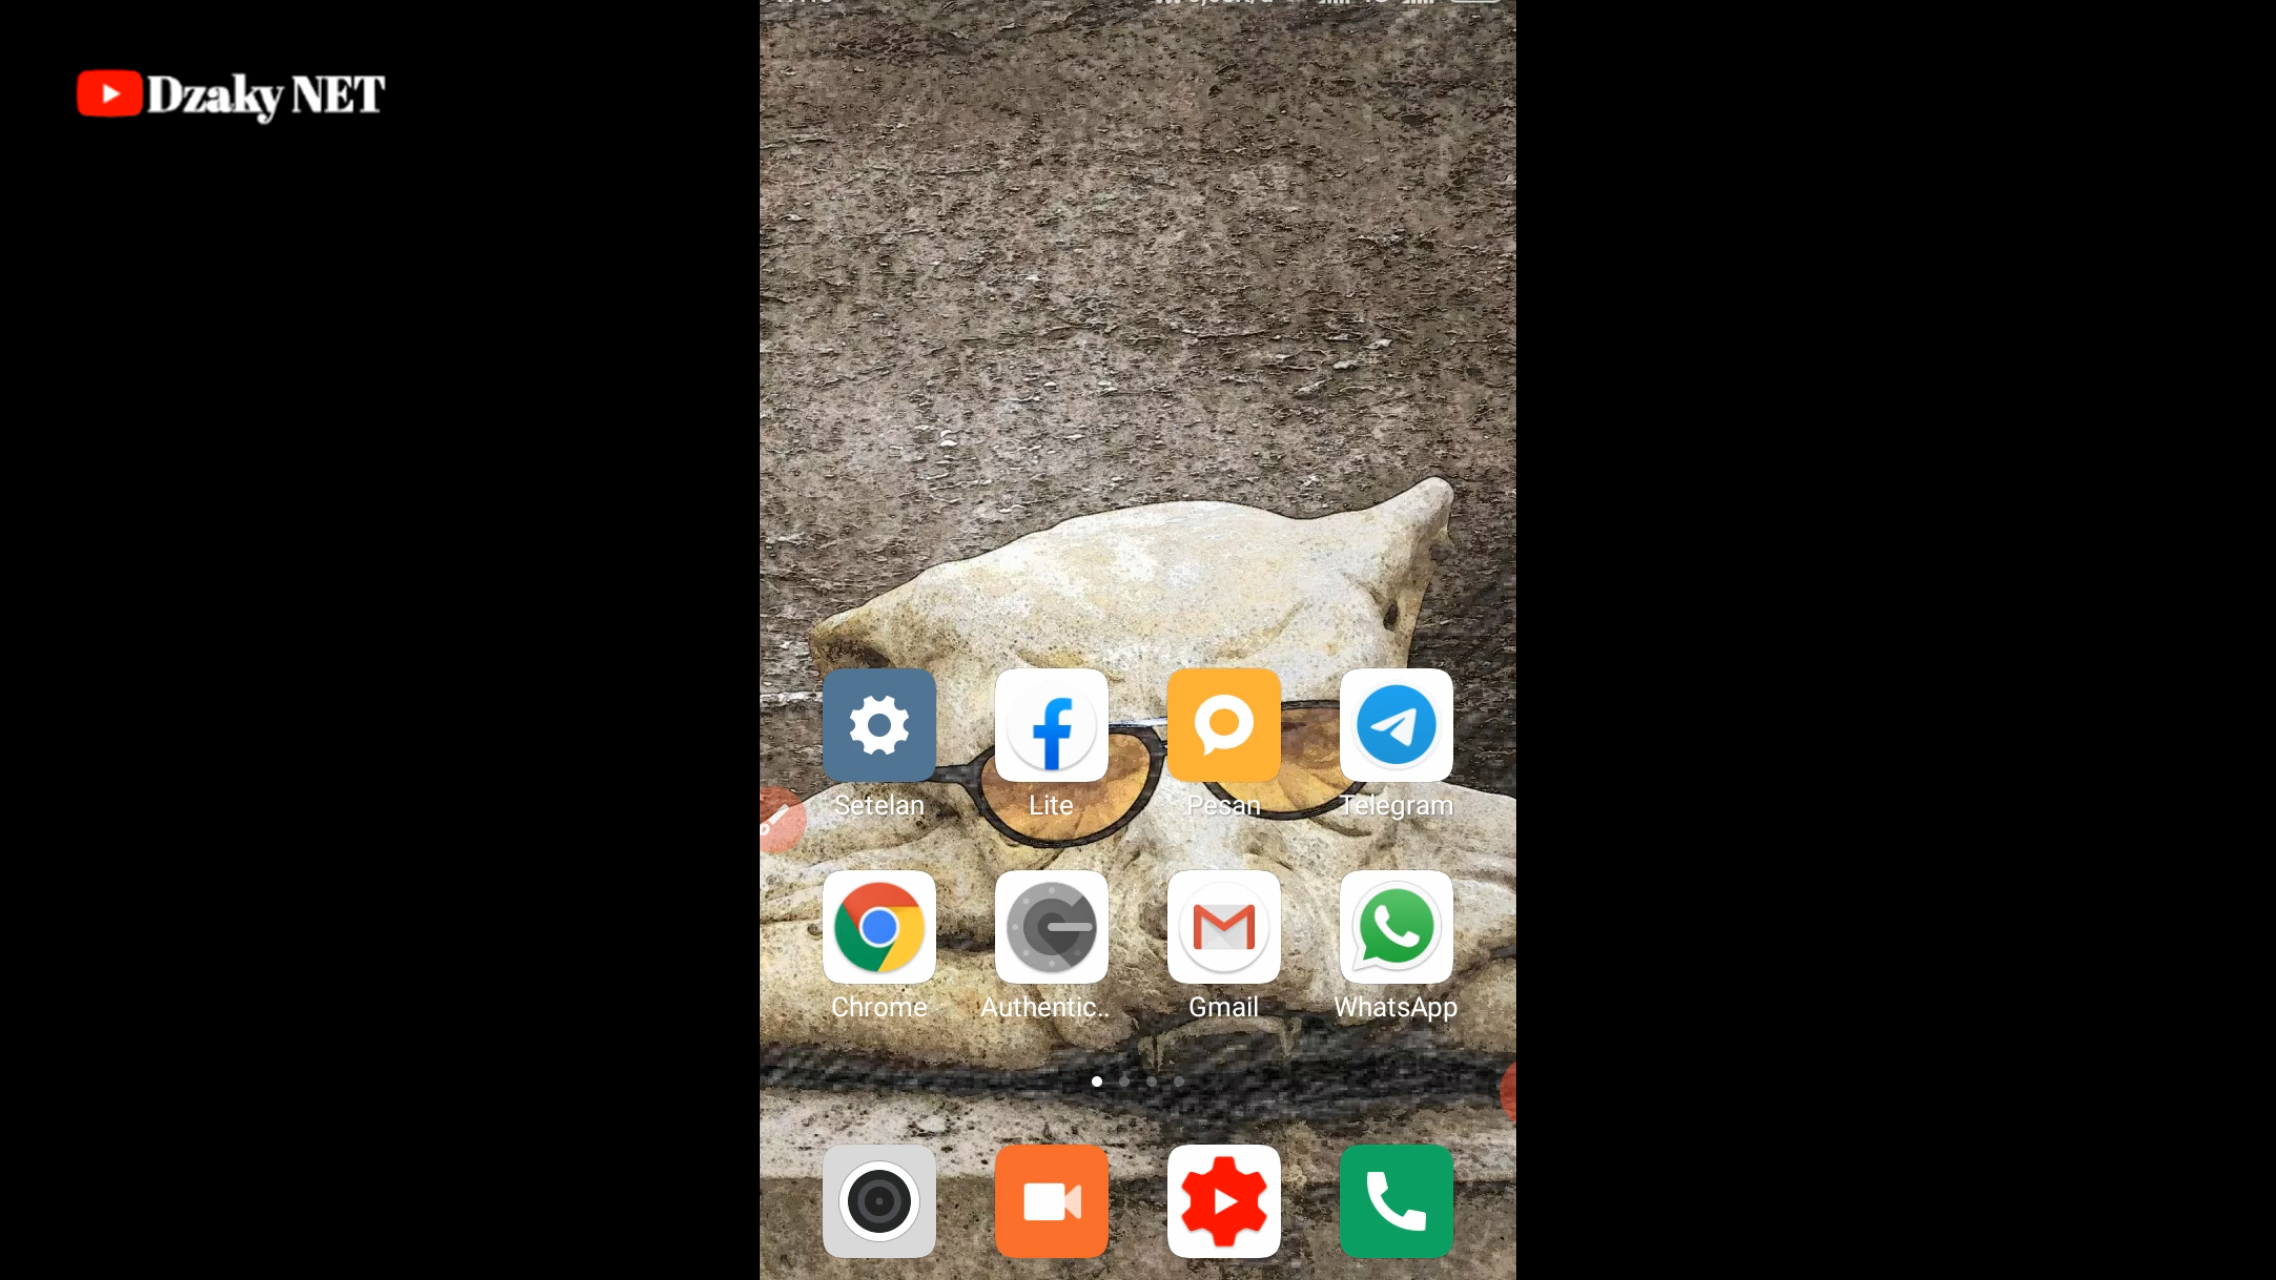 Dzaky NET
Setelan
Lite
Pesan
Telegram
Chrome
Authentic..
Gmail
WhatsApp